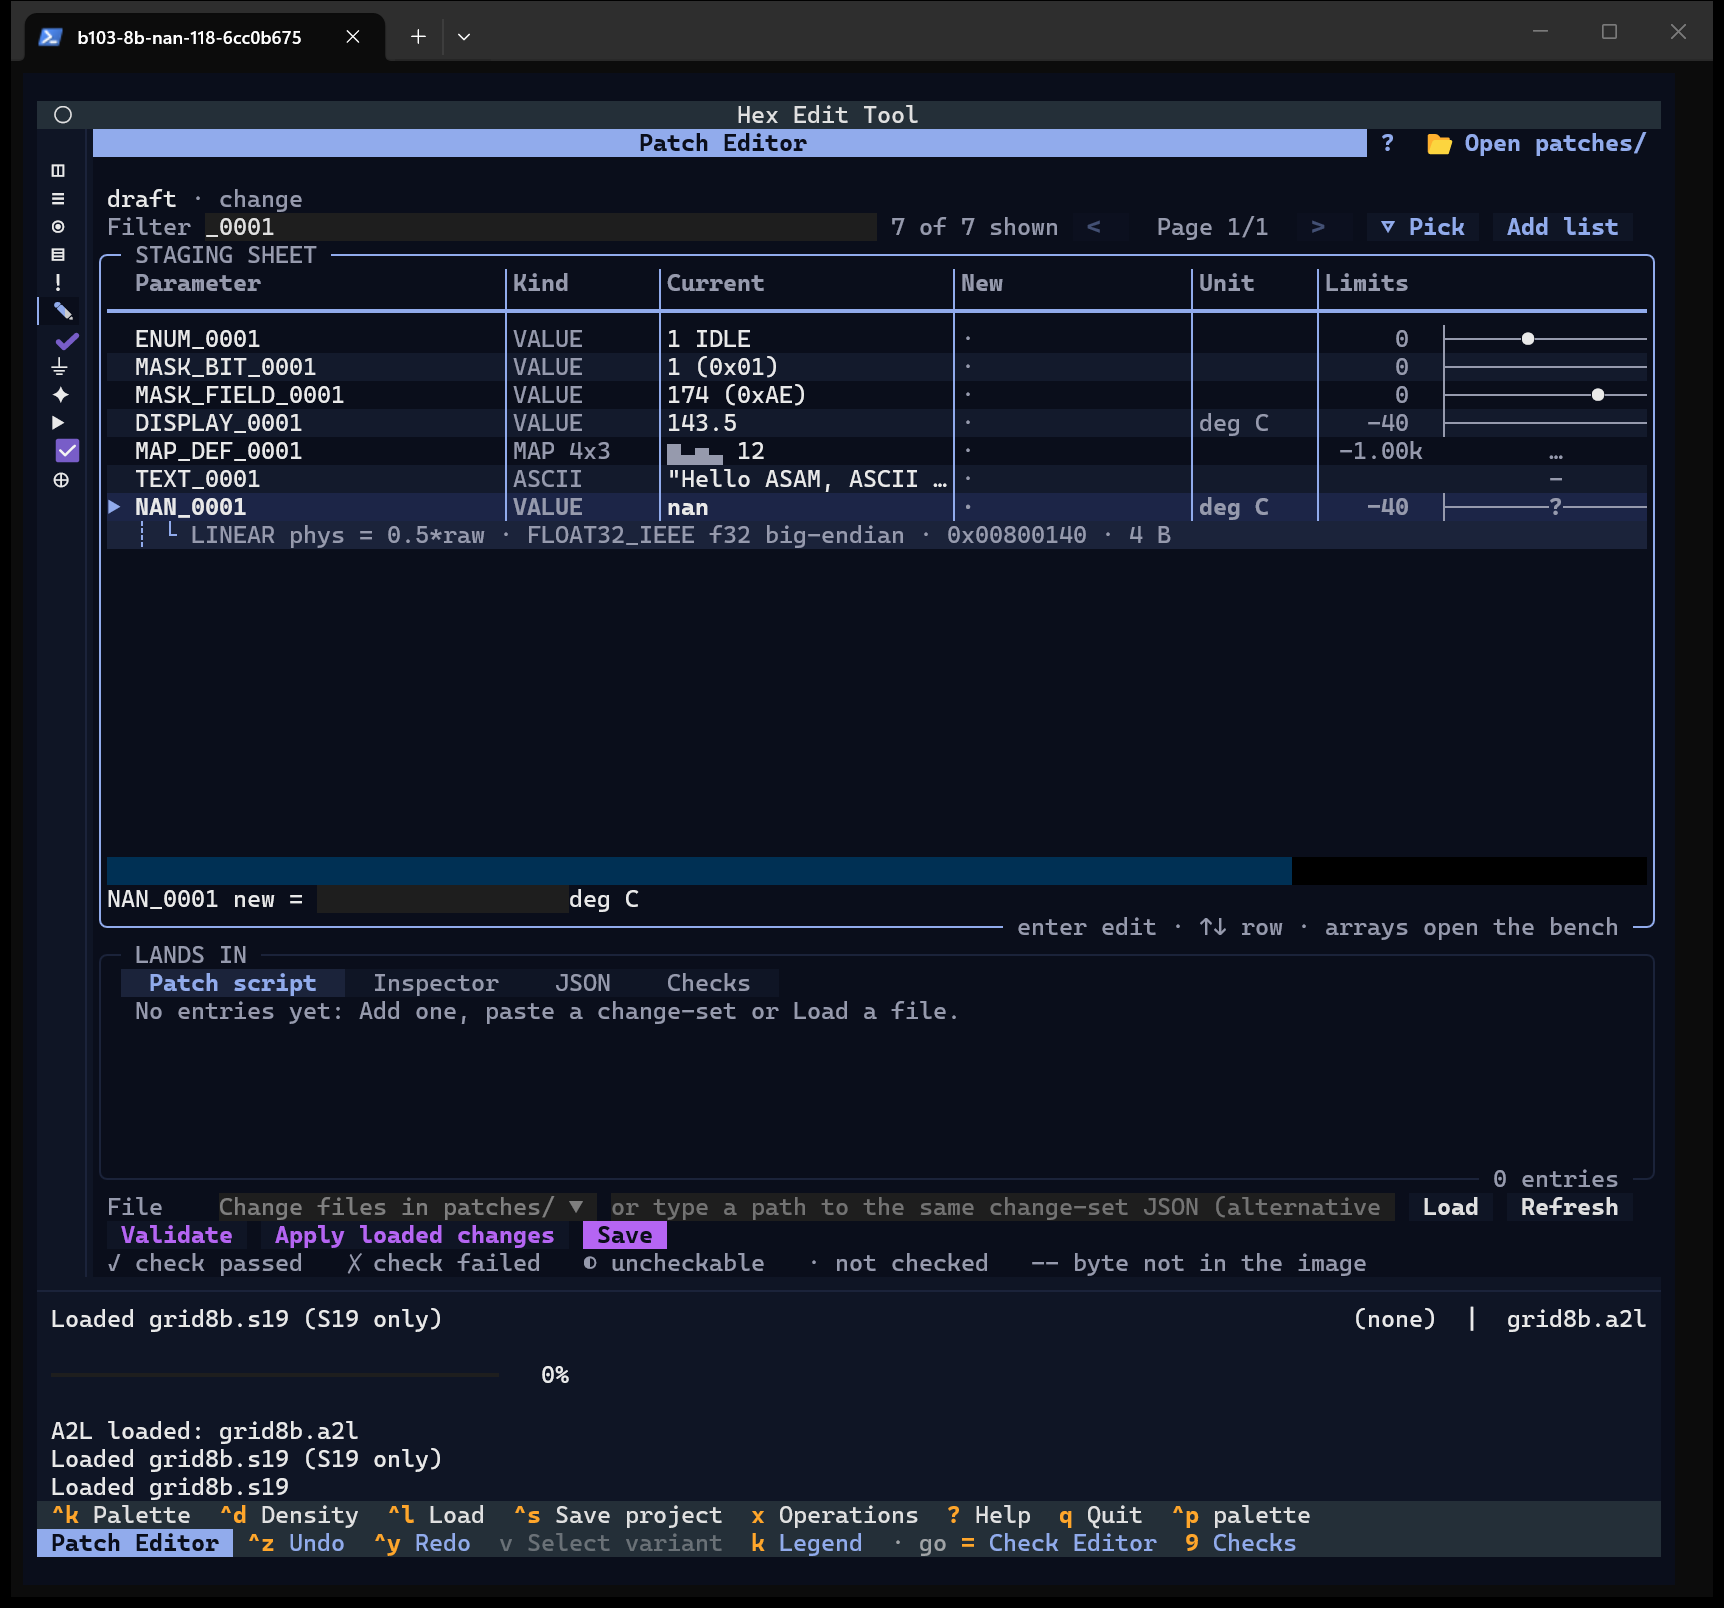 b103-8b-nan-118-6cc0b675
Hex Edit Tool
Patch Editor ? Open patches/
draft · change
Filter _0001 7 of 7 shown < Page 1/1 > ▼ Pick Add list
STAGING SHEET
Parameter Kind Current New Unit Limits
ENUM_0001 VALUE 1 IDLE · 0
MASK_BIT_0001 VALUE 1 (0x01) · 0
MASK_FIELD_0001 VALUE 174 (0xAE) · 0
DISPLAY_0001 VALUE 143.5 · deg C -40
MAP_DEF_0001 MAP 4x3 12 · -1.00k …
TEXT_0001 ASCII "Hello ASAM, ASCII … · -
NAN_0001 VALUE nan · deg C -40 ?
└ LINEAR phys = 0.5*raw · FLOAT32_IEEE f32 big-endian · 0x00800140 · 4 B
NAN_0001 new = deg C
enter edit · ↑↓ row · arrays open the bench
LANDS IN
Patch script Inspector JSON Checks
No entries yet: Add one, paste a change-set or Load a file.
0 entries
File Change files in patches/ ▼ or type a path to the same change-set JSON (alternative Load Refresh
Validate Apply loaded changes Save
√ check passed ╳ check failed ◐ uncheckable · not checked -- byte not in the image
Loaded grid8b.s19 (S19 only) (none) | grid8b.a2l
0%
A2L loaded: grid8b.a2l
Loaded grid8b.s19 (S19 only)
Loaded grid8b.s19
^k Palette ^d Density ^l Load ^s Save project x Operations ? Help q Quit ^p palette
Patch Editor ^z Undo ^y Redo v Select variant k Legend · go = Check Editor 9 Checks